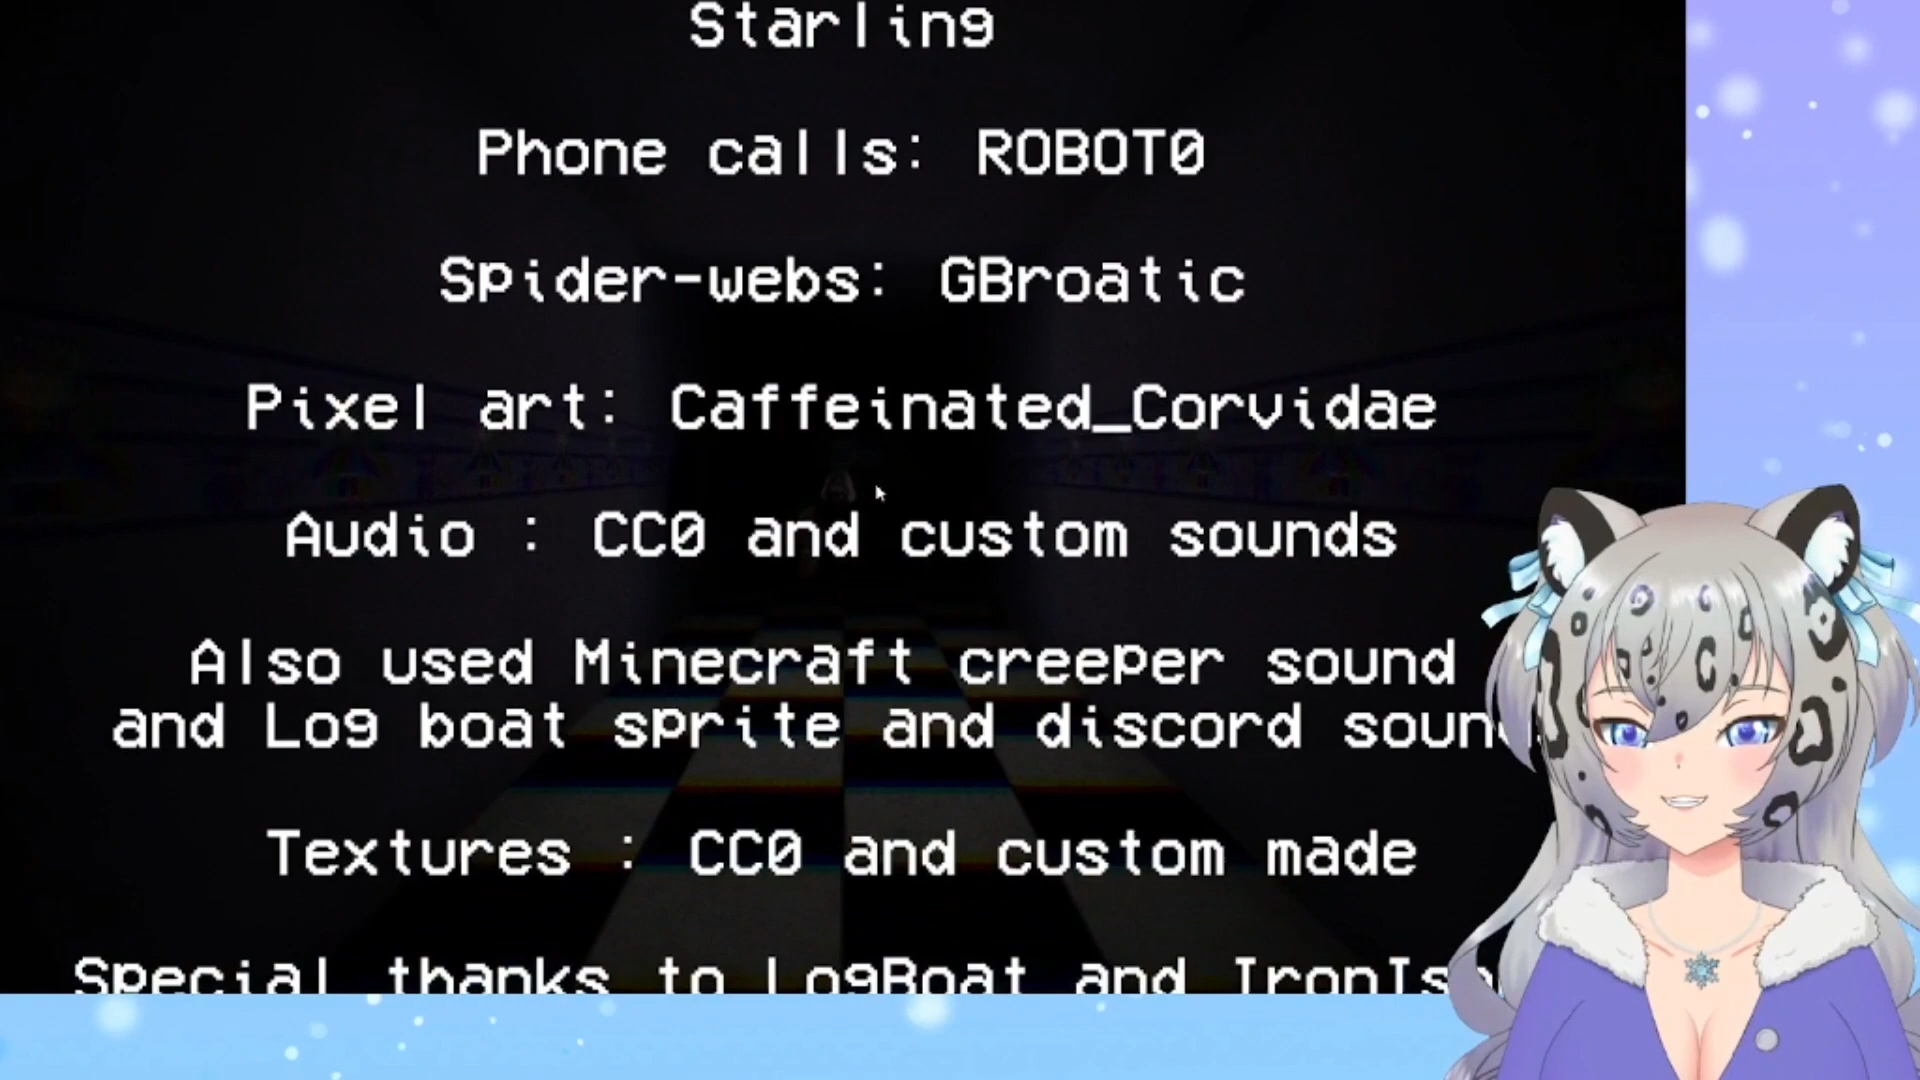 Starling
Phone calls: ROBOT0
Spider-webs: GBroatic
Pixel art: Caffeinated_Corvidae
Audio : CC0 and custom sounds
Also used Minecraft creeper sound
and Log boat sprite and discord
Textures : CC0 and custom made
Special thanks to LogBoat and